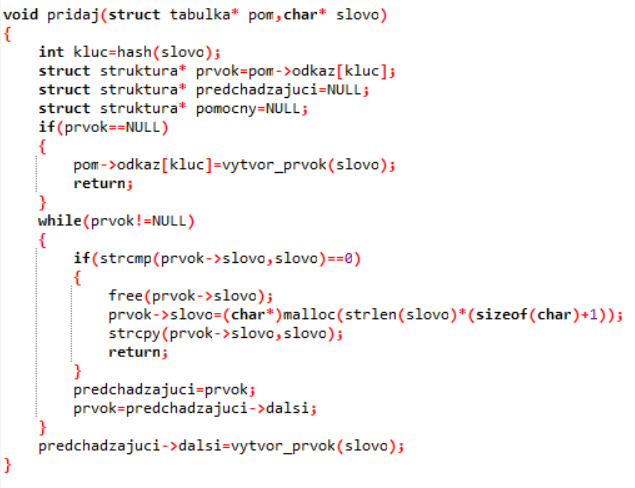 void pridaj(struct tabulka* pom,char* slovo)
{
    int kluc=hash(slovo);
    struct struktura* prvok=pom->odkaz[kluc];
    struct struktura* predchadzajuci=NULL;
    struct struktura* pomocny=NULL;
    if(prvok==NULL)
    {
        pom->odkaz[kluc]=vytvor_prvok(slovo);
        return;
    }
    while(prvok!=NULL)
    {
        if(strcmp(prvok->slovo,slovo)==0)
        {
            free(prvok->slovo);
            prvok->slovo=(char*)malloc(strlen(slovo)*(sizeof(char)+1));
            strcpy(prvok->slovo,slovo);
            return;
        }
        predchadzajuci=prvok;
        prvok=predchadzajuci->dalsi;
    }
    predchadzajuci->dalsi=vytvor_prvok(slovo);
}